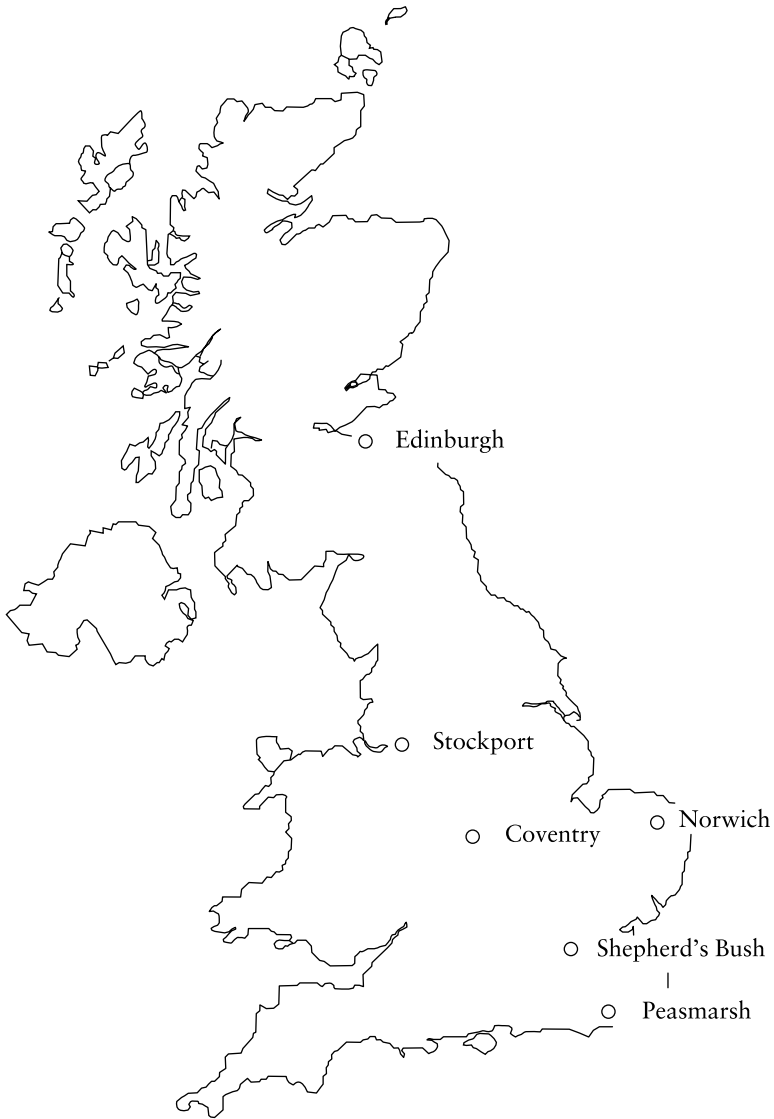 Edinburgh
Stockport
Norwich
Coventry
Shepherd's Bush
Peasmarsh